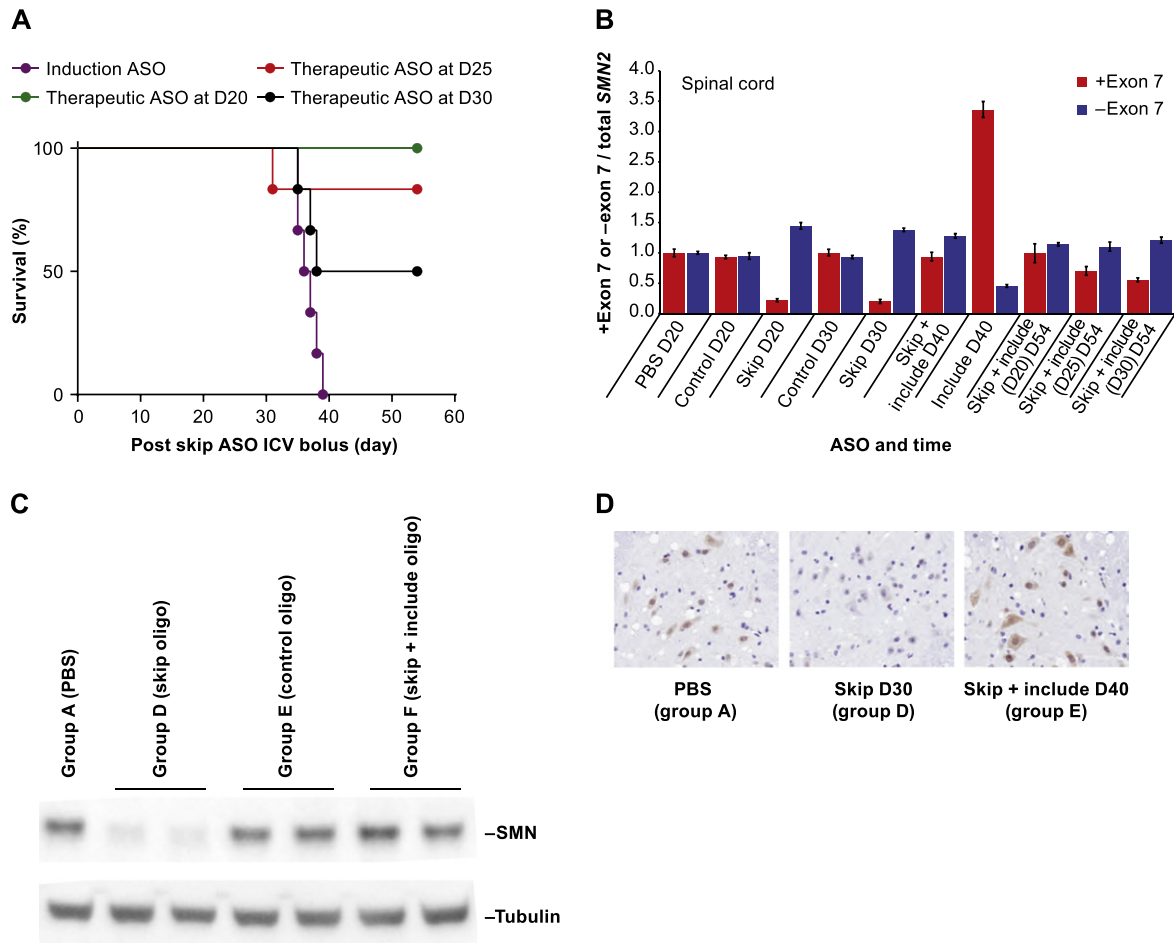 A
Induction ASO
Therapeutic ASO at D25
Therapeutic ASO at D20
Therapeutic ASO at D30
100
50
0
Survival (%)
0 10 20 30 40 50 60
Post skip ASO ICV bolus (day)
B
+Exon 7 or –exon 7 / total SMN2
4.0
3.5
3.0
2.5
2.0
1.5
1.0
0.5
0.0
Spinal cord
+Exon 7
–Exon 7
PBS D20
Control D20
Skip D20
Control D30
Skip D30
Skip +
include D40
Include D40
Skip + include
(D20) D54
Skip + include
(D25) D54
Skip + include
(D30) D54
ASO and time
C
Group A (PBS)
Group D (skip oligo)
Group E (control oligo)
Group F (skip + include oligo)
–SMN
–Tubulin
D
PBS
(group A)
Skip D30
(group D)
Skip + include D40
(group E)